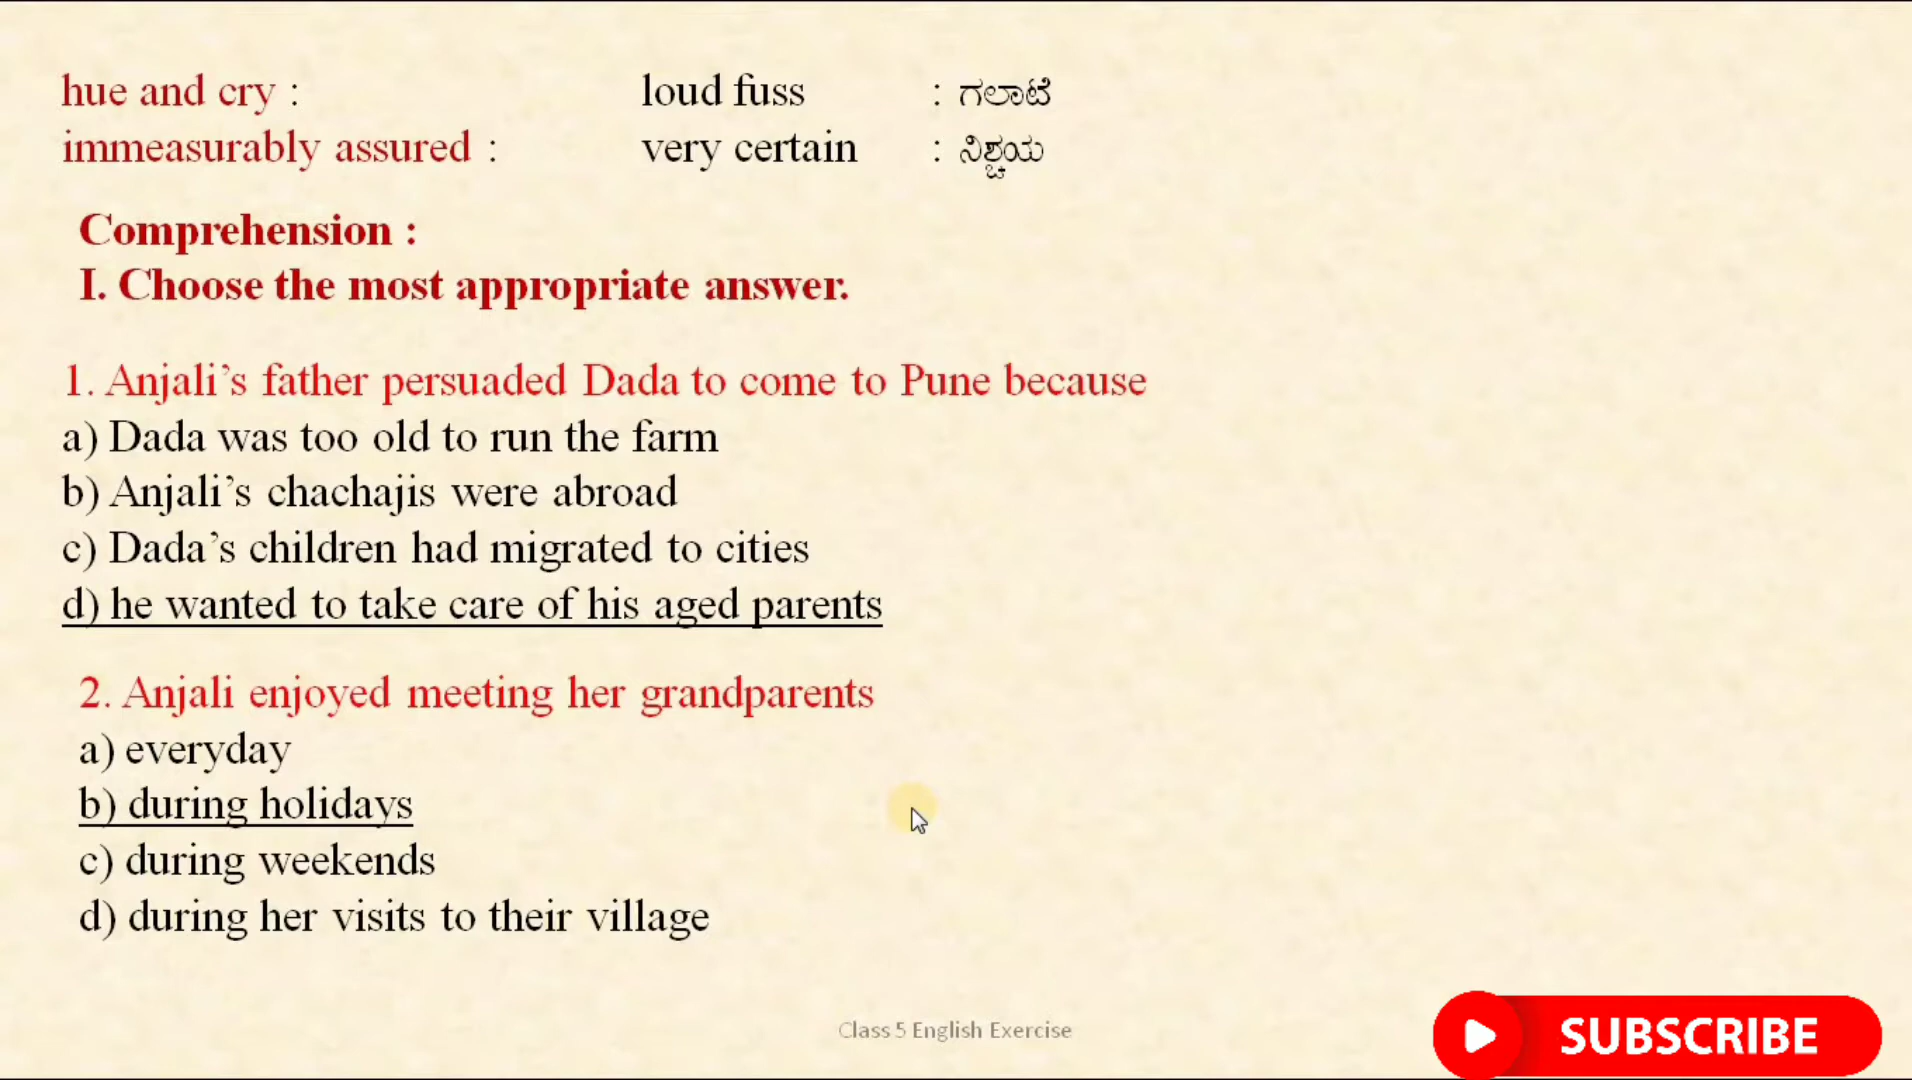 hue and cry : loud fuss : ಗಲಾಟೆ
immeasurably assured : very certain : ನಿಶ್ಚಯ
Comprehension :
I. Choose the most appropriate answer.
1. Anjali’s father persuaded Dada to come to Pune because
a) Dada was too old to run the farm
b) Anjali’s chachajis were abroad
c) Dada’s children had migrated to cities
d) he wanted to take care of his aged parents
2. Anjali enjoyed meeting her grandparents
a) everyday
b) during holidays
c) during weekends
d) during her visits to their village
Class 5 English Exercise
SUBSCRIBE